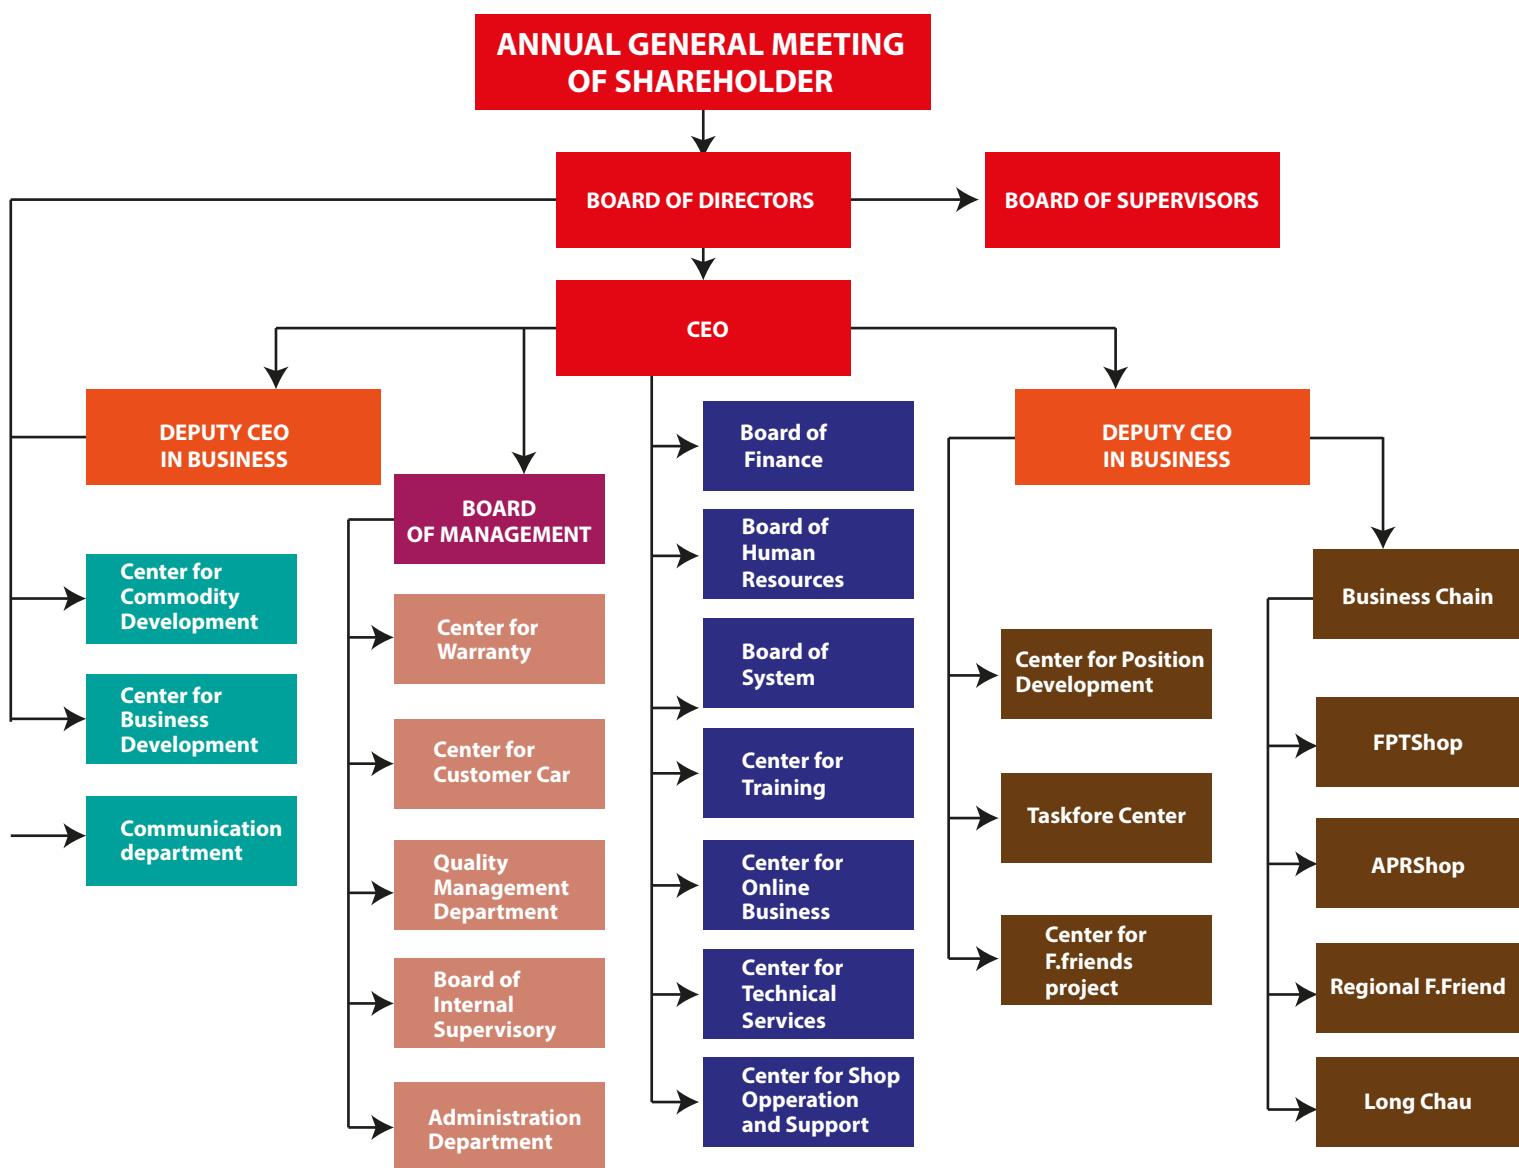 ANNUAL GENERAL MEETING
OF SHAREHOLDER
BOARD OF DIRECTORS
BOARD OF SUPERVISORS
CEO
DEPUTY CEO
IN BUSINESS
Center for
Commodity
Development
Center for
Business
Development
Communication
department
BOARD
OF MANAGEMENT
Center for
Warranty
Center for
Customer Car
Quality
Management
Department
Board of
Internal
Supervisory
Administration
Department
Board of
Finance
Board of
Human
Resources
Board of
System
Center for
Training
Center for
Online
Business
Center for
Technical
Services
Center for Shop
Opperation
and Support
DEPUTY CEO
IN BUSINESS
Center for Position
Development
Taskfore Center
Center for
F.friends
project
Business Chain
FPTShop
APRShop
Regional F.Friend
Long Chau